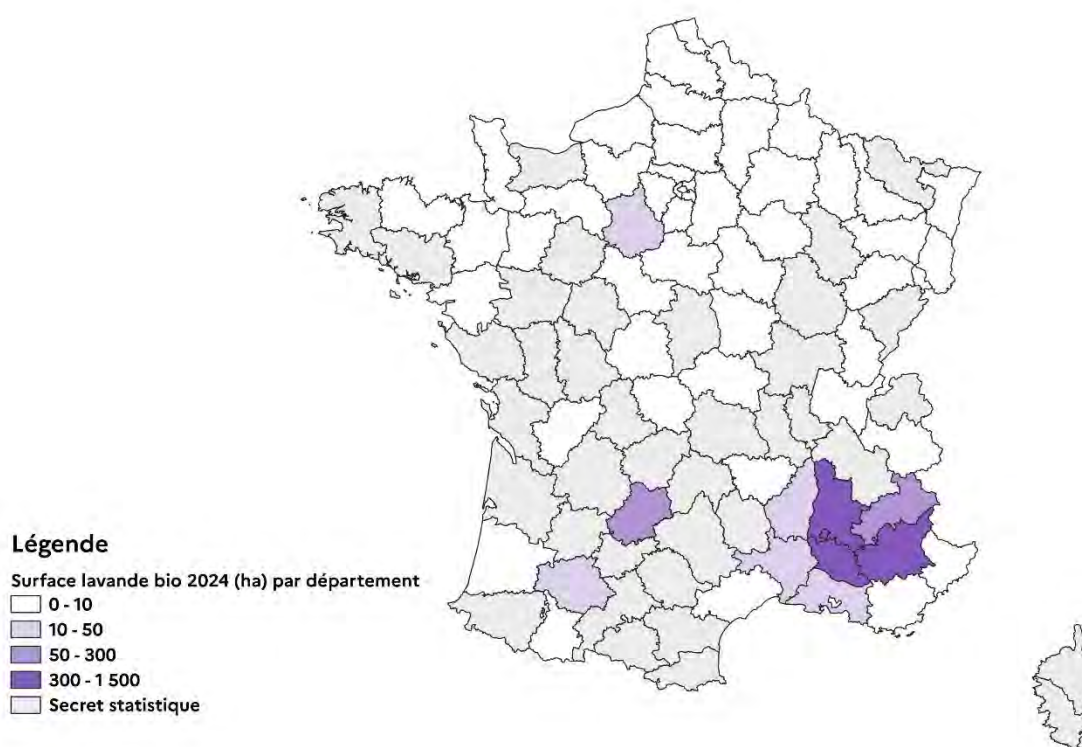 Légende
Surface lavande bio 2024 (ha) par département
0 - 10
10 - 50
50 - 300
300 - 1 500
Secret statistique